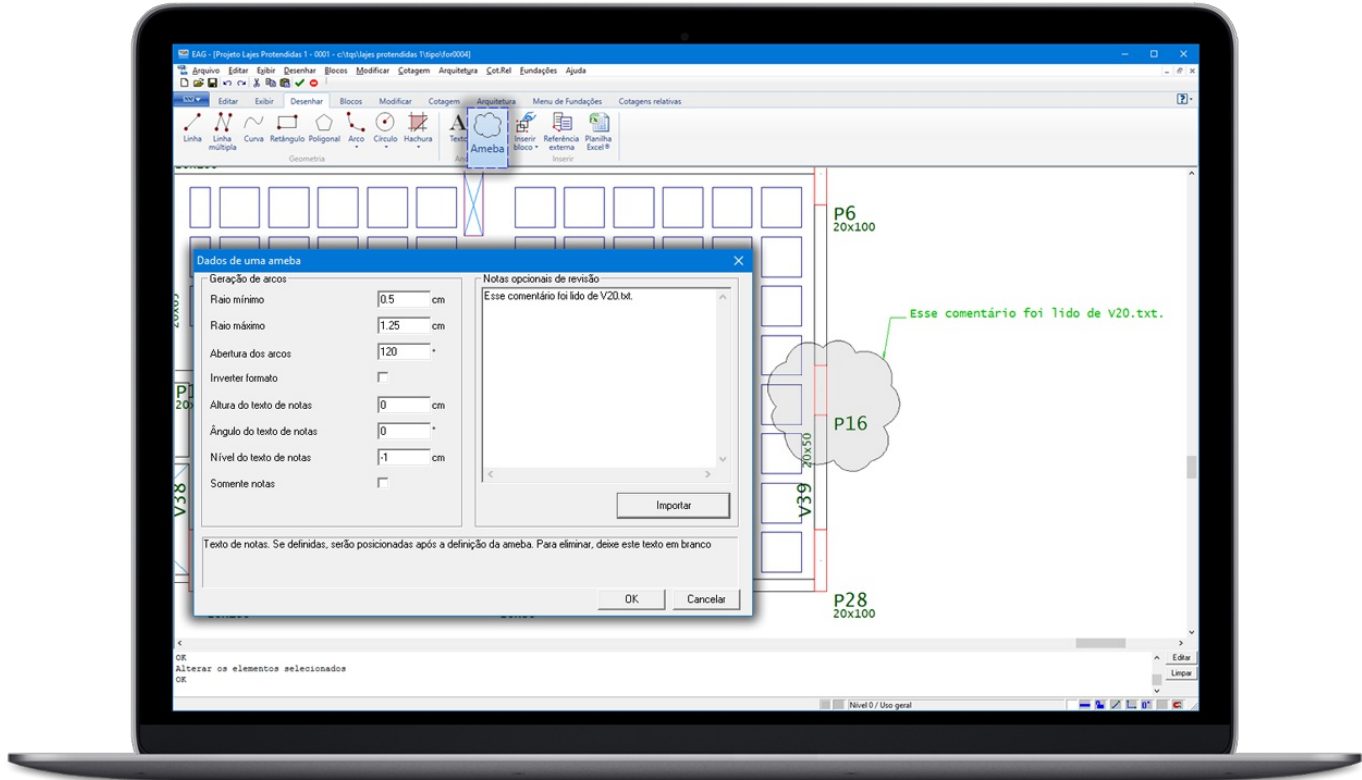 EAG - [Projeto Lajes Protendidas 1 - 0001 - c:\tqs\lajes protendidas 1\tipo\for0004]
Arquivo Editar Exibir Desenhar Blocos Modificar Cotagem Arquitetura Cot.Rel Fundações Ajuda
Editar Exibir Desenhar Blocos Modificar Cotagem Arquitetura Menu de Fundações Cotagens relativas
Linha Linha múltipla Curva Retângulo Poligonal Arco Círculo Hachura Texto Ameba Inserir bloco Referência externa Planilha Excel®
Geometria Inserir
P6
20x100
Dados de uma ameba
Geração de arcos
Raio mínimo 0.5 cm
Raio máximo 1.25 cm
Abertura dos arcos 120 °
Inverter formato
Altura do texto de notas 0 cm
Ângulo do texto de notas 0 °
Nível do texto de notas -1 cm
Somente notas
Notas opcionais de revisão
Esse comentário foi lido de V20.txt.
Importar
Texto de notas. Se definidas, serão posicionadas após a definição da ameba. Para eliminar, deixe este texto em branco
OK Cancelar
Esse comentário foi lido de V20.txt.
P16
20x50
V39
V38
P28
20x100
OK
Alterar os elementos selecionados
OK
Editar
Limpar
Nível 0 / Uso geral